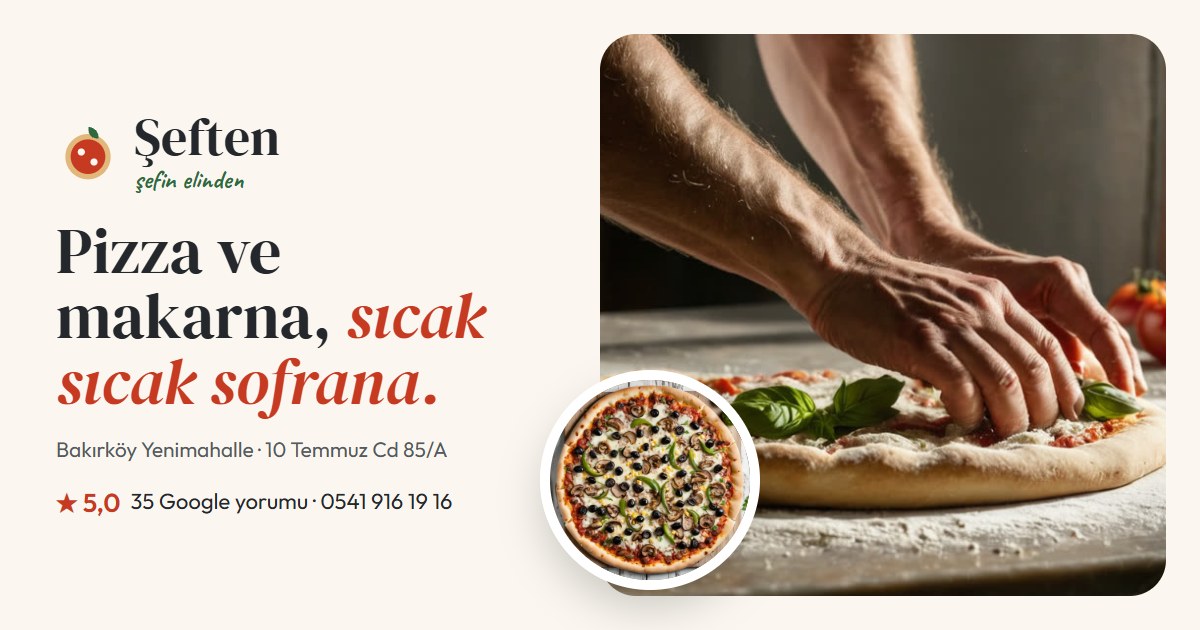 Şeften
şefin elinden
Pizza ve
makarna, sıcak
sıcak sofrana.
Bakırköy Yenimahalle · 10 Temmuz Cd 85/A
★ 5,0 35 Google yorumu · 0541 916 19 16